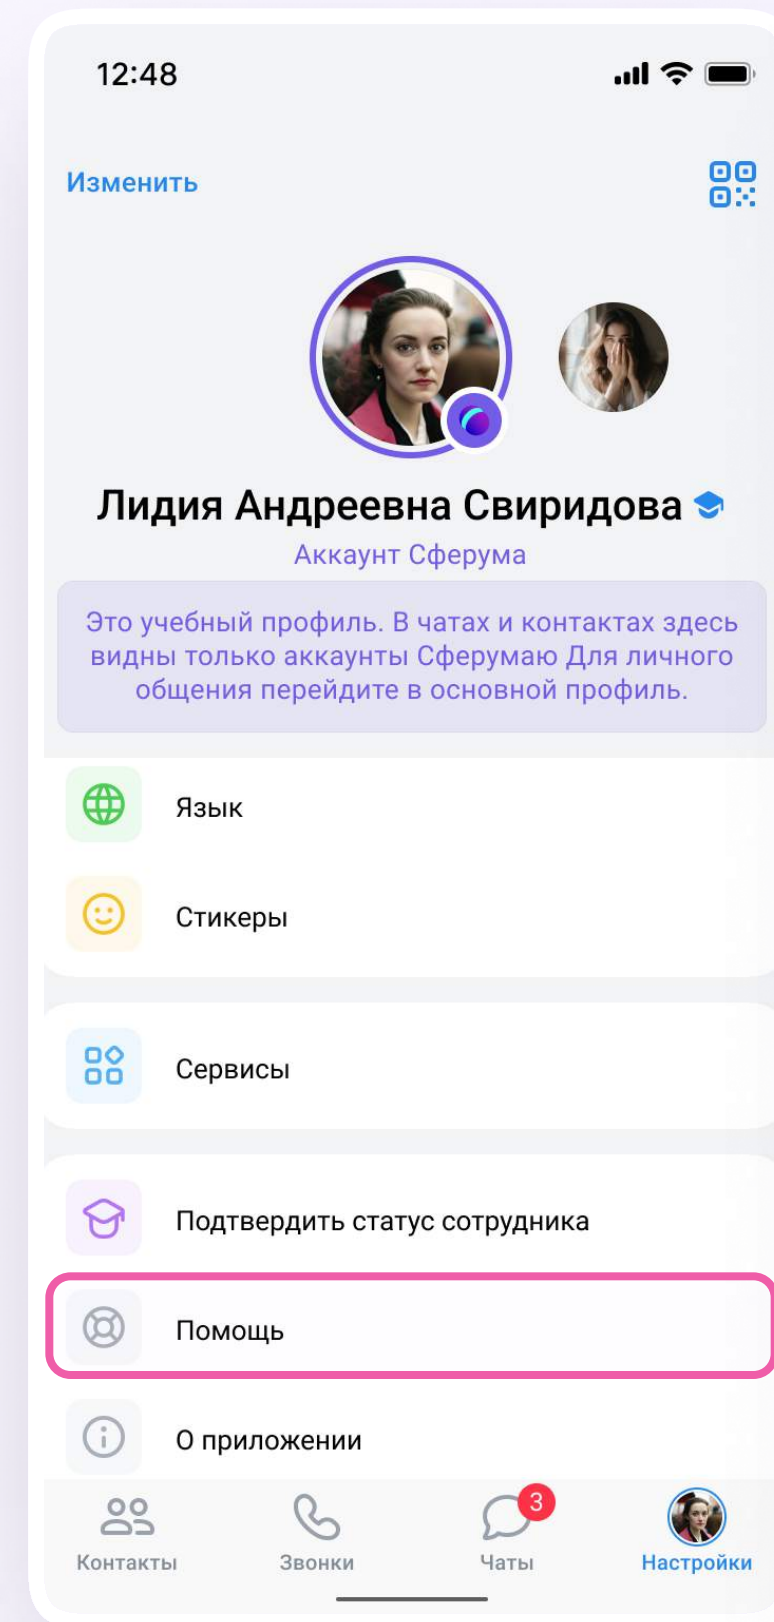 12:48
Изменить
Лидия Андреевна Свиридова
Аккаунт Сферума
Это учебный профиль. В чатах и контактах здесь
видны только аккаунты Сферумаю Для личного
общения перейдите в основной профиль.
Язык
Стикеры
Сервисы
Подтвердить статус сотрудника
Помощь
О приложении
3
Контакты
Звонки
Чаты
Настройки